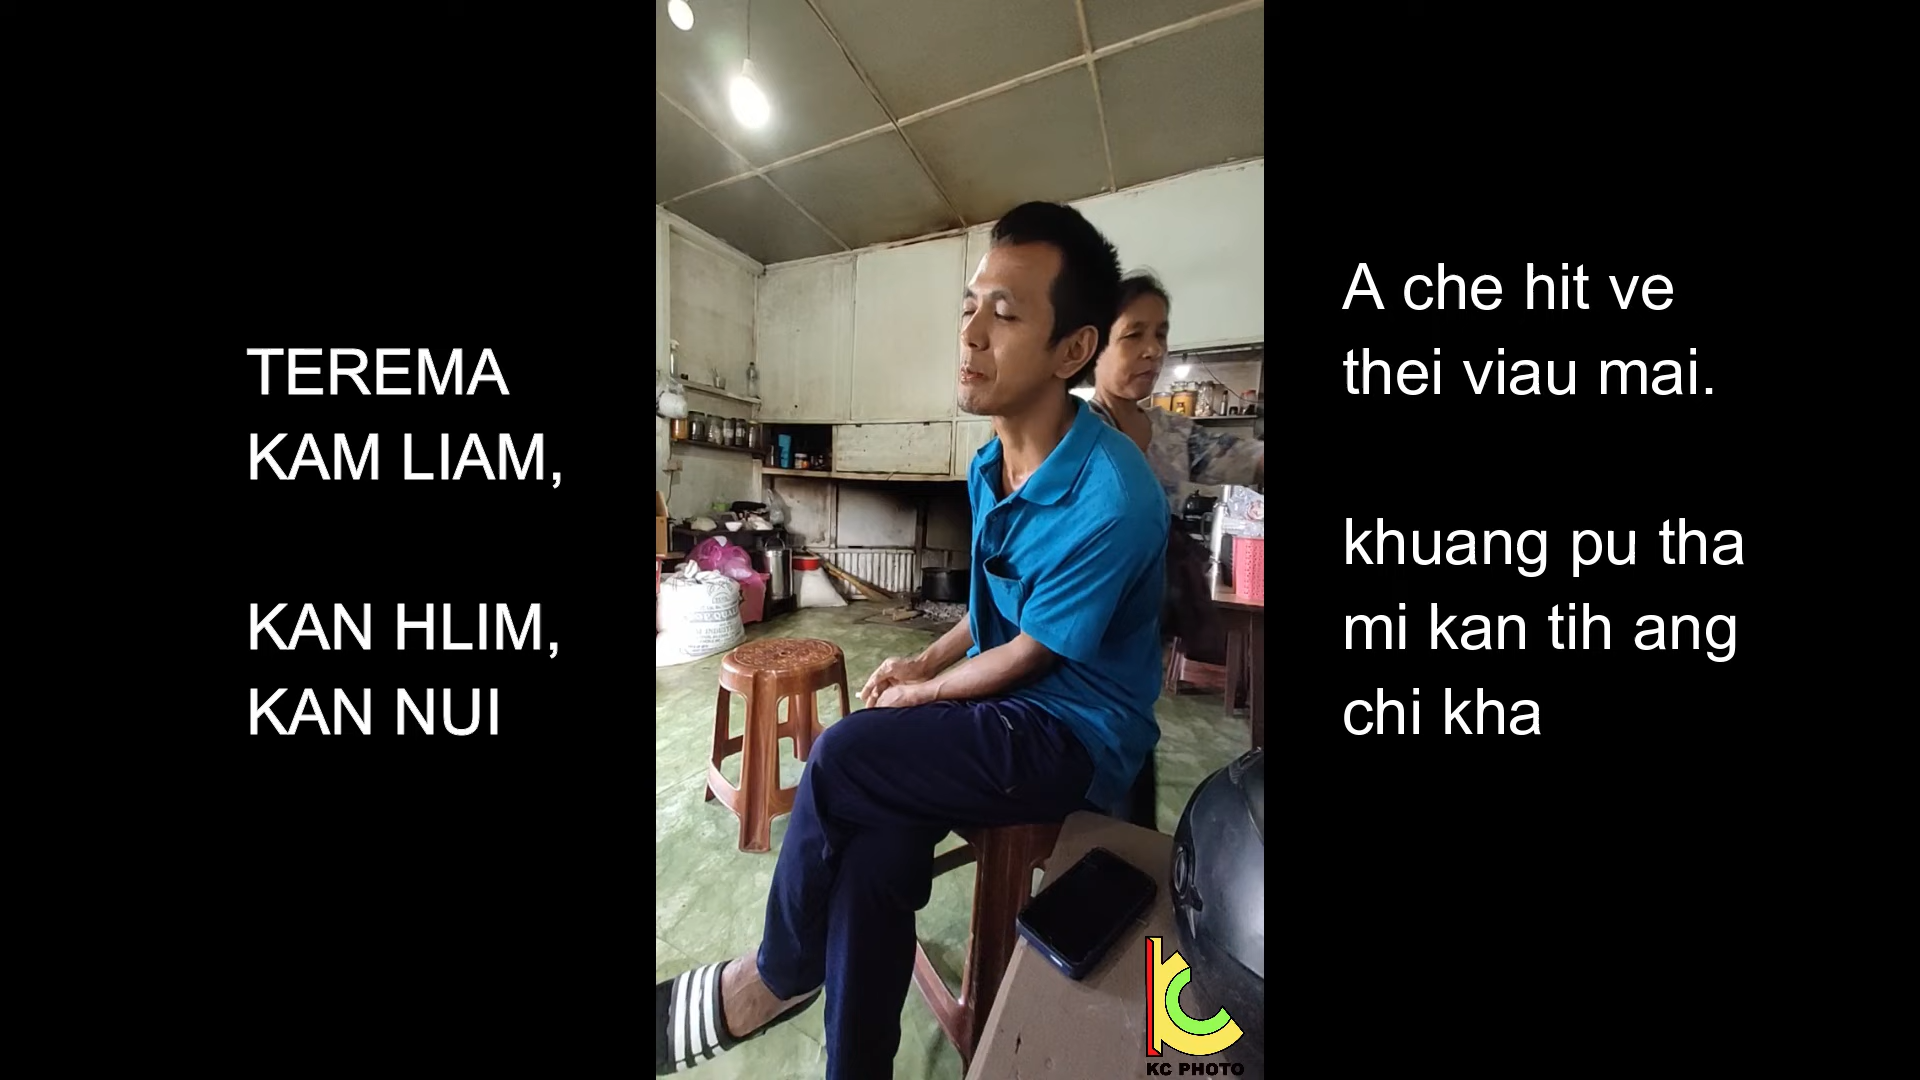 TEREMA
KAM LIAM,
KAN HLIM,
KAN NUI
A che hit ve
thei viau mai.
khuang pu tha
mi kan tih ang
chi kha
KC PHOTO